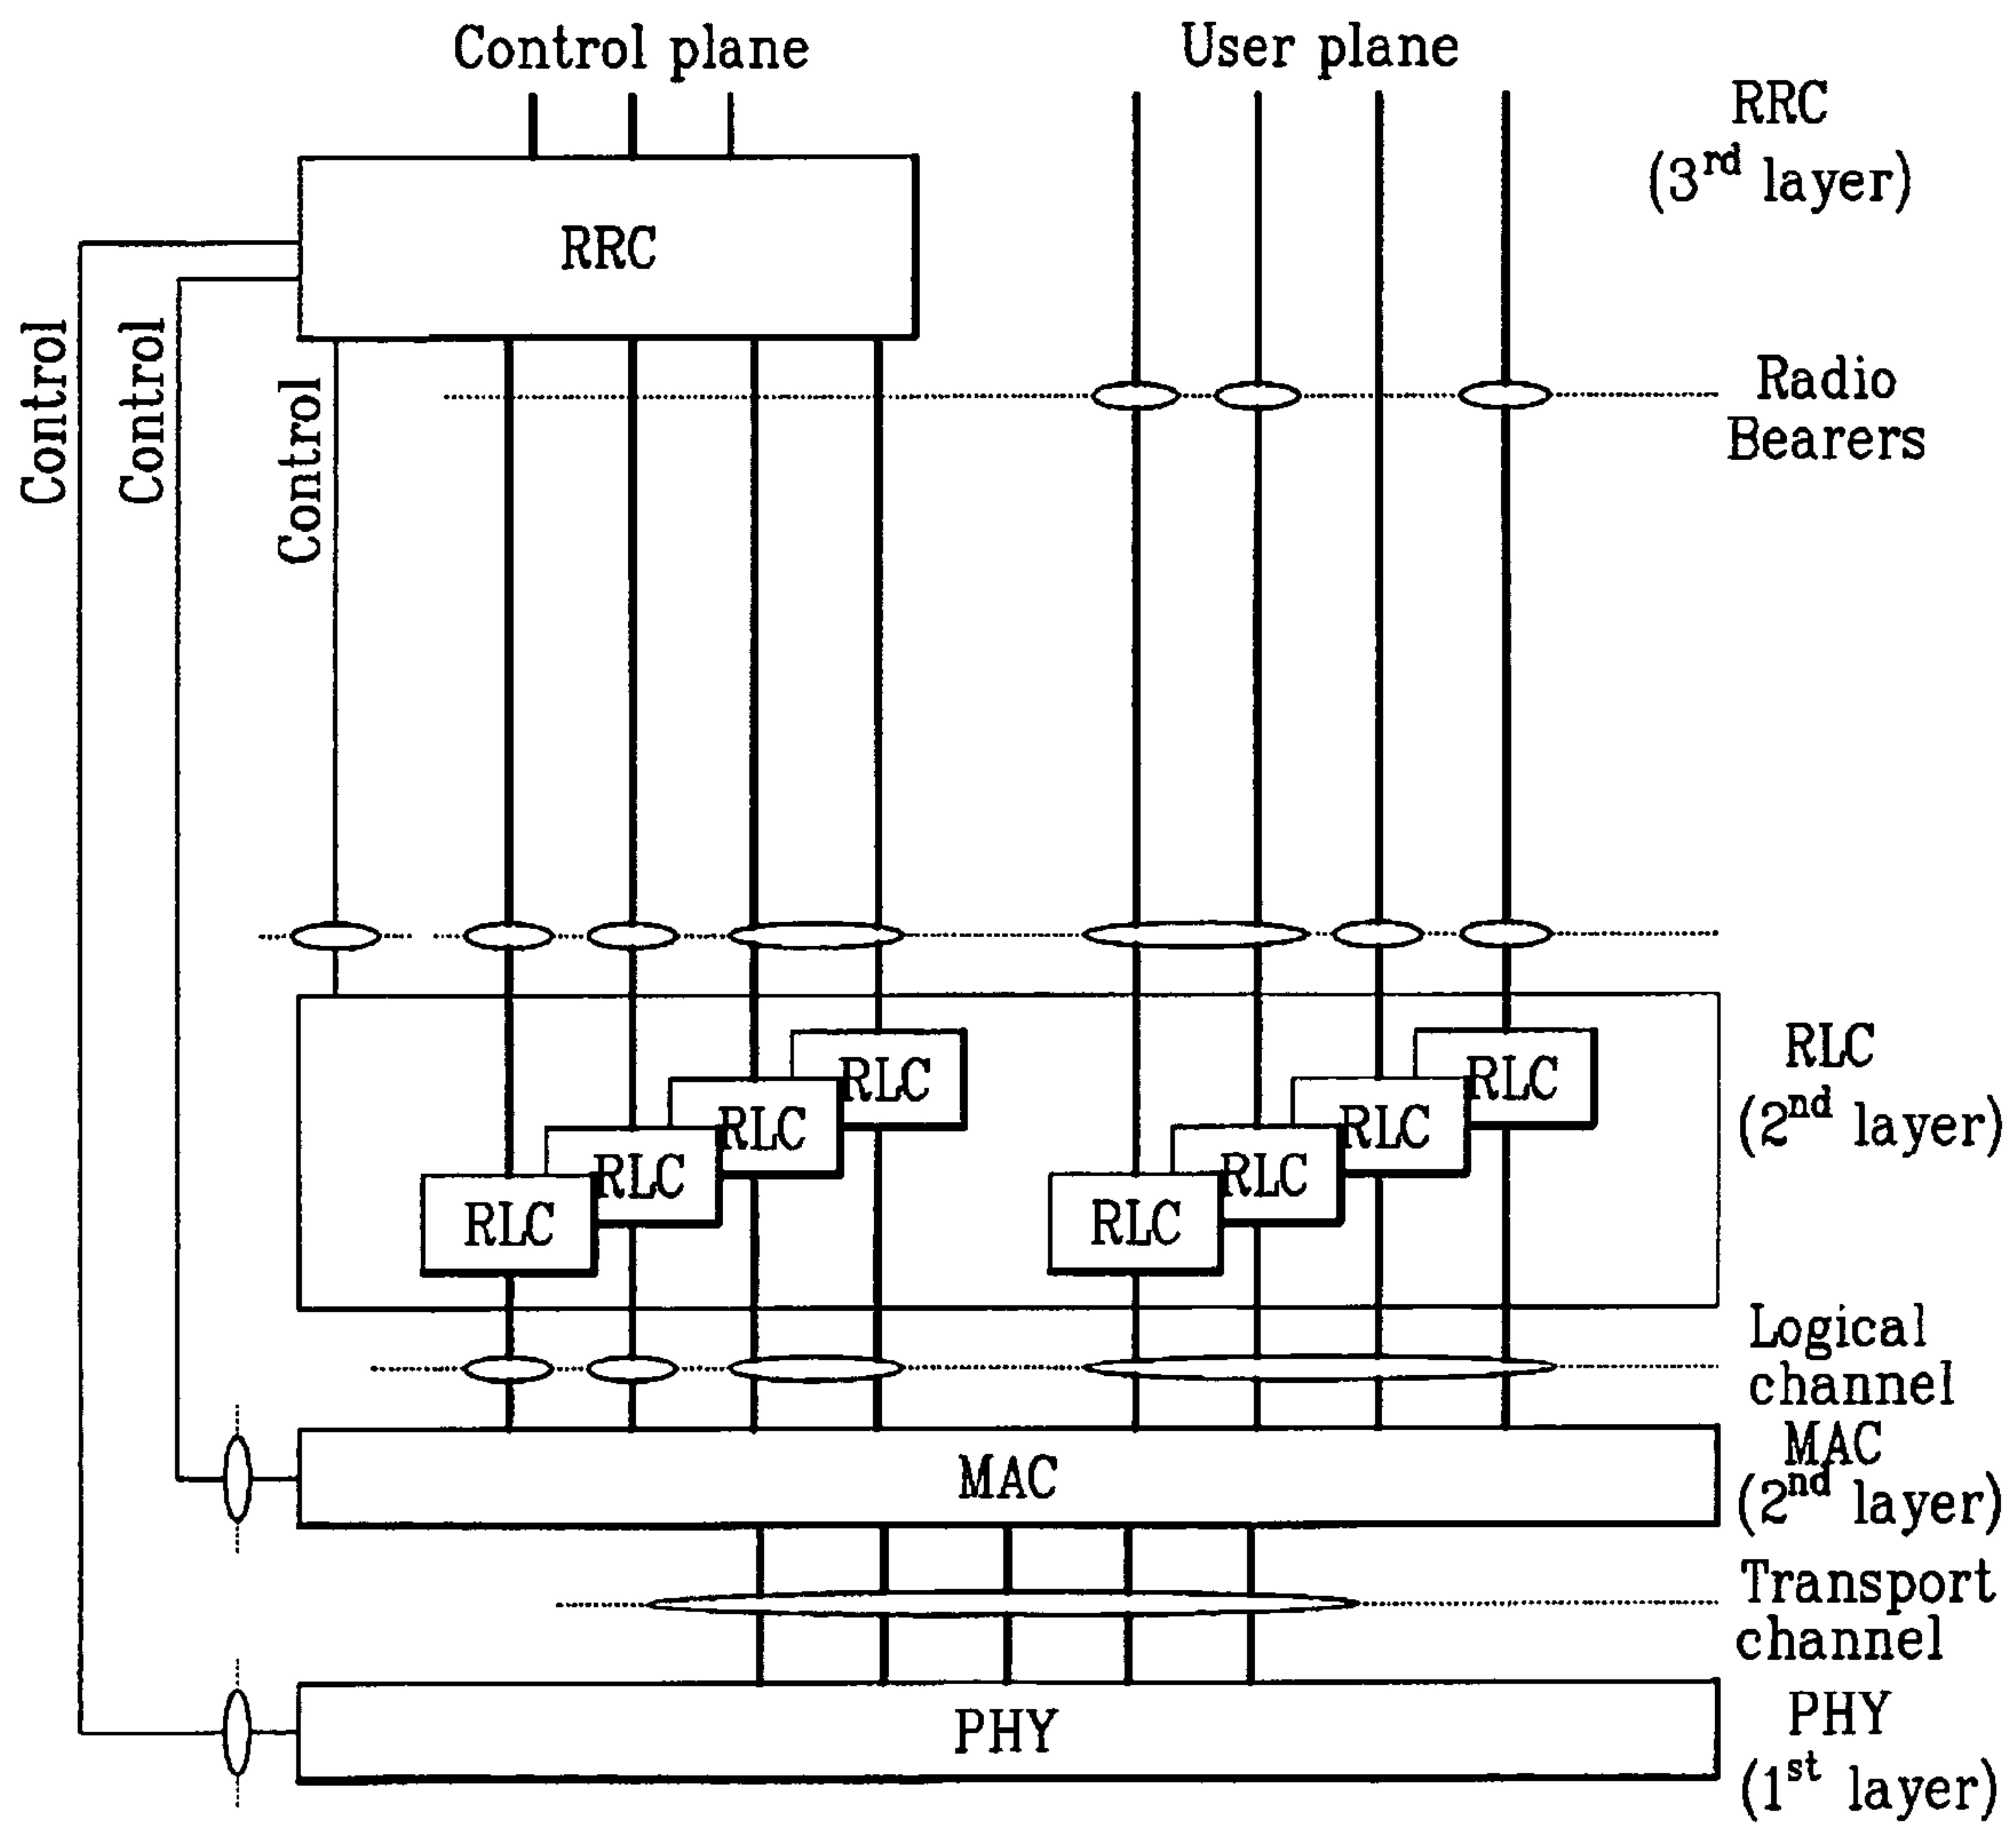 Control plane
User plane
RRC
(3rd layer)
RRC
Control
Control
Control
Radio
Bearers
RLC
RLC
RLC
RLC
RLC
RLC
RLC
RLC
RLC
(2nd layer)
Logical
channel
MAC
MAC
(2nd layer)
Transport
channel
PHY
PHY
(1st layer)